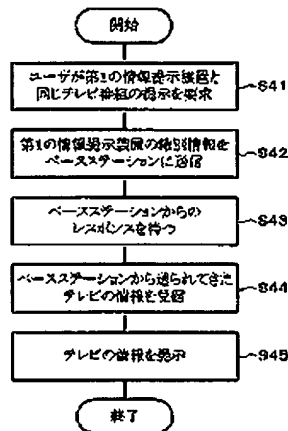 開始
ユーザが第1の情報提示装置と
同じテレビ番組の提示を要求
S41
第1の情報提示装置の識別情報を
ベースステーションに送信
S42
ベースステーションからの
レスポンスを待つ
S43
ベースステーションから送られてきた
テレビの情報を受信
S44
テレビの情報を提示
S45
終了